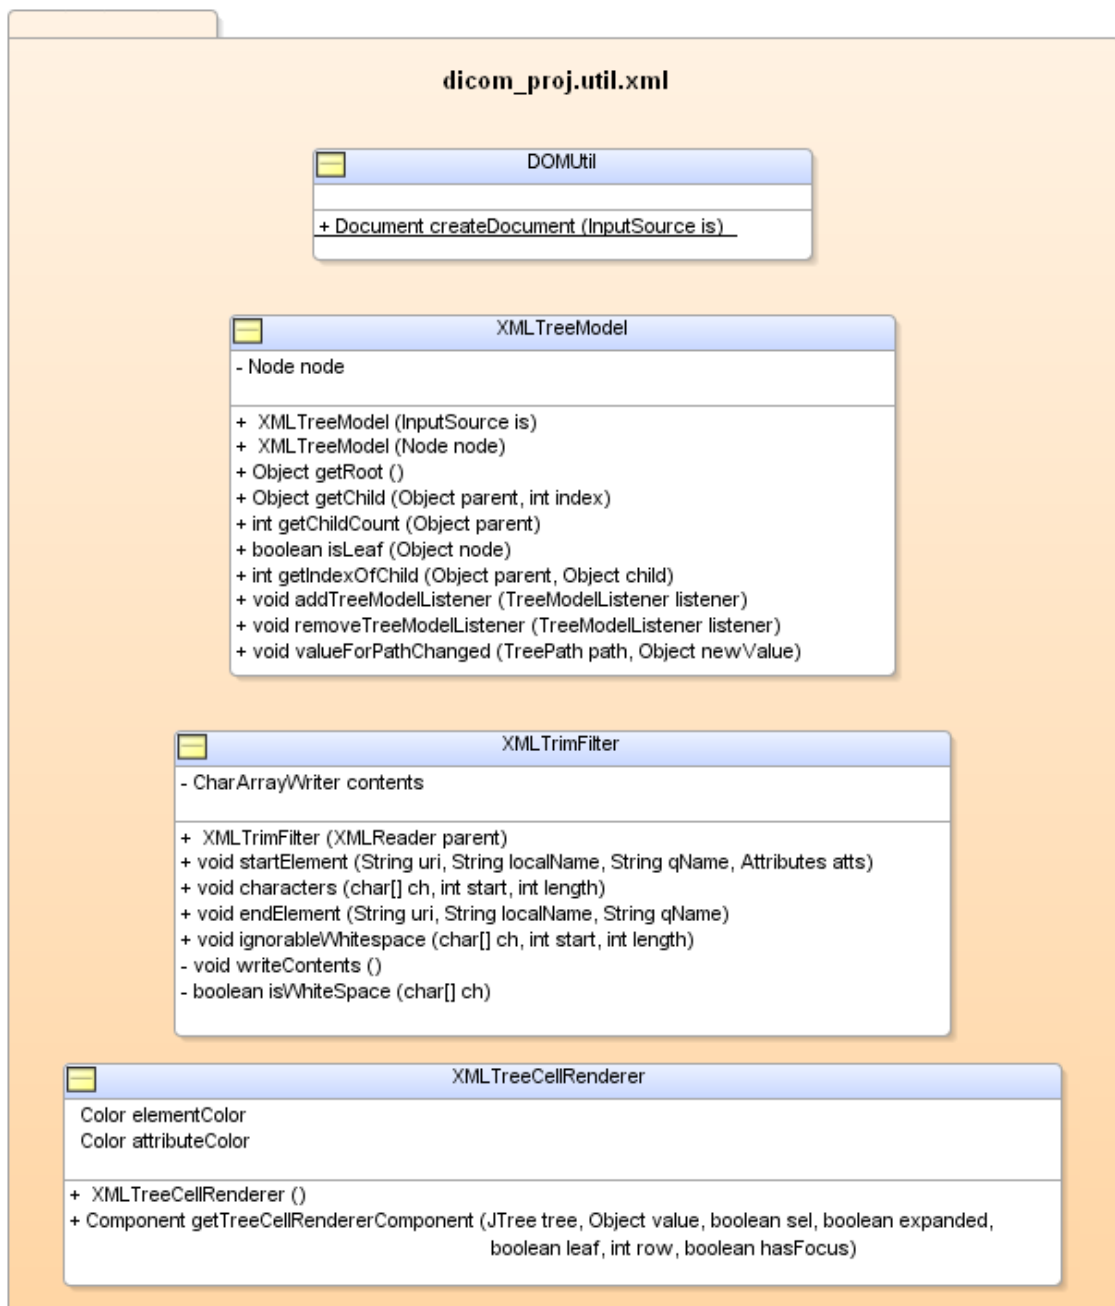 dicom_proj.util.xml
DOMUtil
+ Document createDocument (InputSource is)
XMLTreeModel
- Node node
+ XMLTreeModel (InputSource is)
+ XMLTreeModel (Node node)
+ Object getRoot ()
+ Object getChild (Object parent, int index)
+ int getChildCount (Object parent)
+ boolean isLeaf (Object node)
+ int getIndexOfChild (Object parent, Object child)
+ void addTreeModelListener (TreeModelListener listener)
+ void removeTreeModelListener (TreeModelListener listener)
+ void valueForPathChanged (TreePath path, Object newValue)
XMLTrimFilter
- CharArrayWriter contents
+ XMLTrimFilter (XMLReader parent)
+ void startElement (String uri, String localName, String qName, Attributes atts)
+ void characters (char[] ch, int start, int length)
+ void endElement (String uri, String localName, String qName)
+ void ignorableWhitespace (char[] ch, int start, int length)
- void writeContents ()
- boolean isWhiteSpace (char[] ch)
XMLTreeCellRenderer
Color elementColor
Color attributeColor
+ XMLTreeCellRenderer ()
+ Component getTreeCellRendererComponent (JTree tree, Object value, boolean sel, boolean expanded,
boolean leaf, int row, boolean hasFocus)